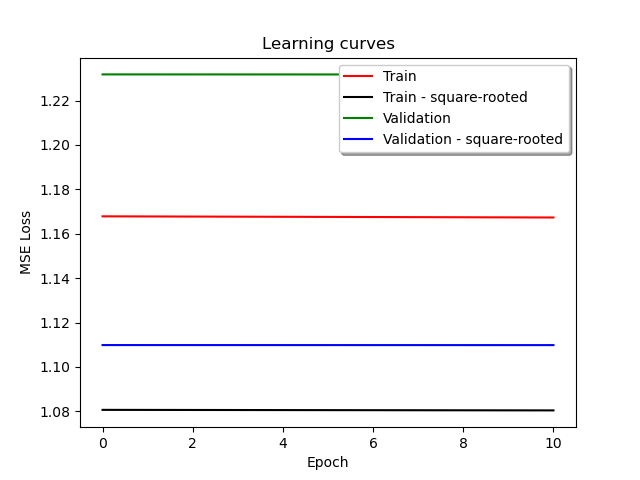 Learning curves
Train
Train - square-rooted
Validation
Validation - square-rooted
MSE Loss
1.22
1.20
1.18
1.16
1.14
1.12
1.10
1.08
0 2 4 6 8 10
Epoch